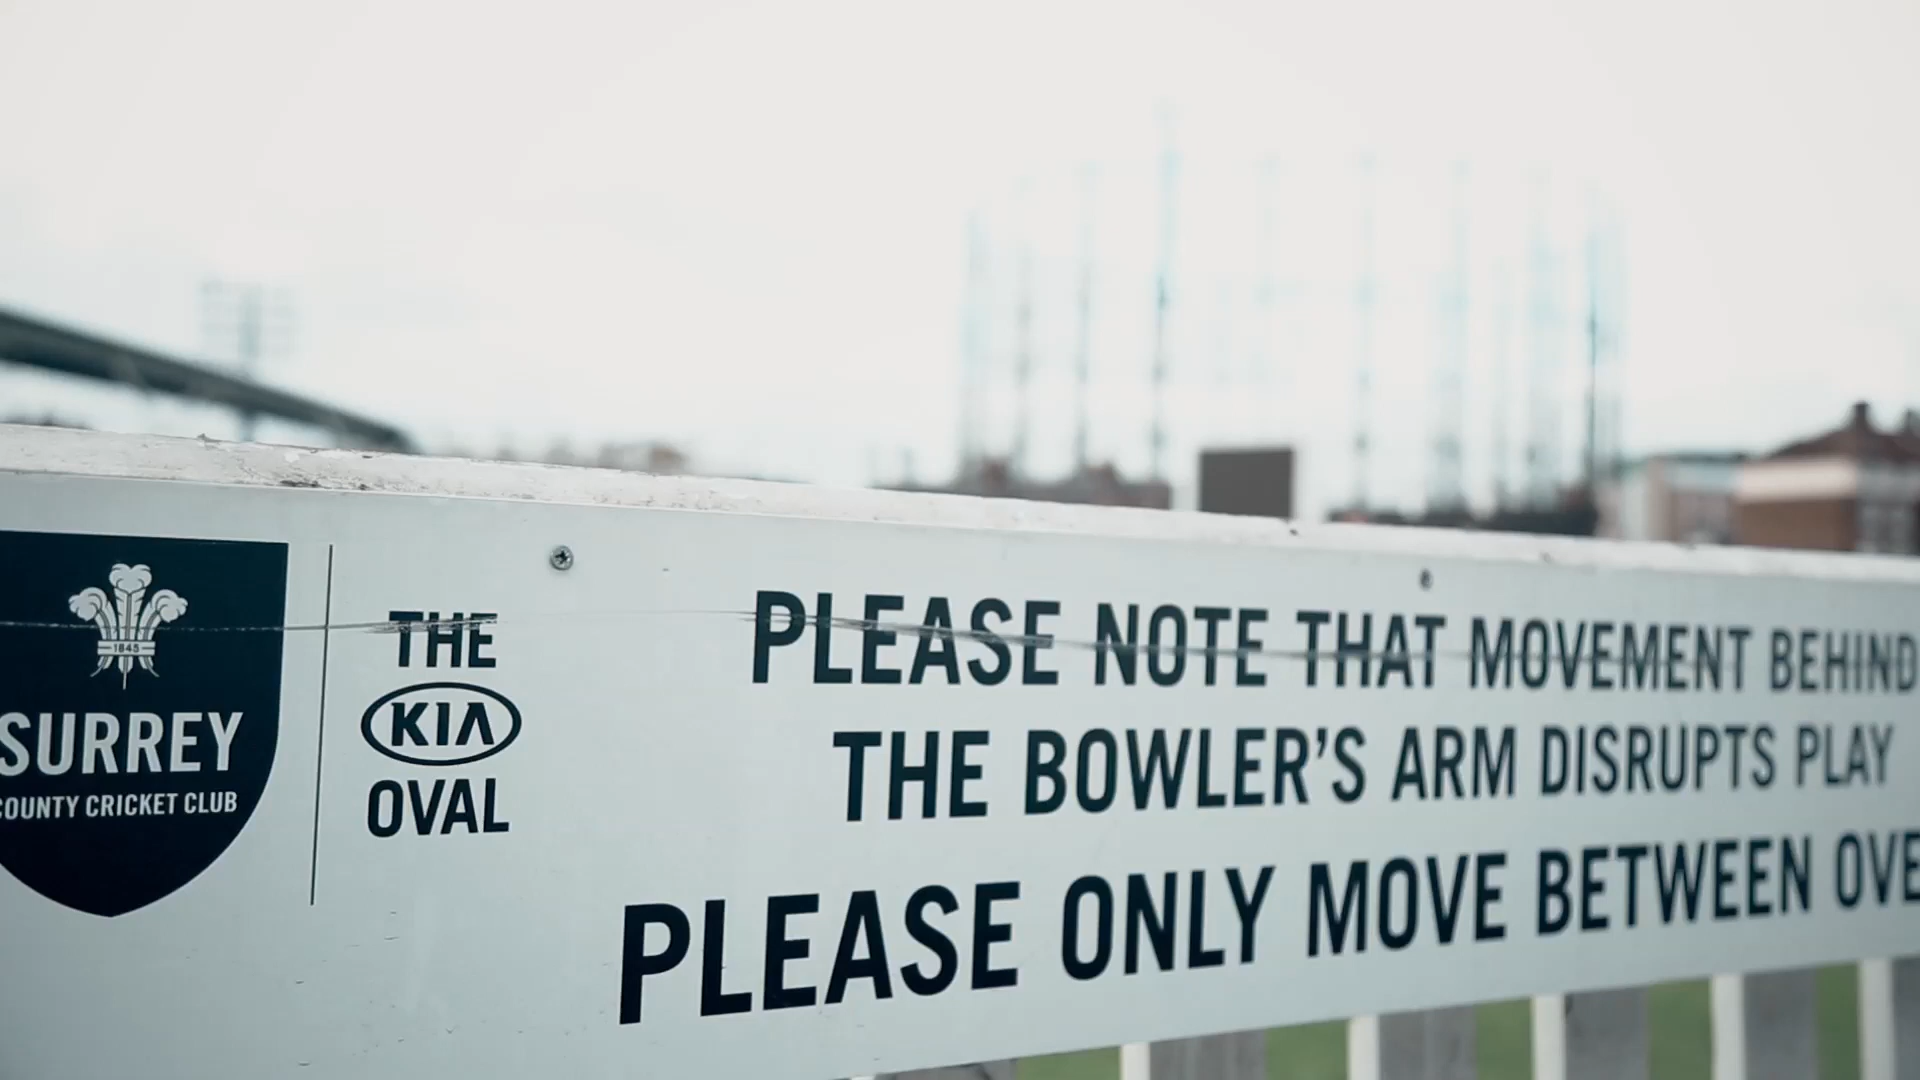 1845
SURREY
COUNTY CRICKET CLUB
THE
KIA
OVAL
PLEASE NOTE THAT MOVEMENT BEHIND
THE BOWLER'S ARM DISRUPTS PLAY
PLEASE ONLY MOVE BETWEEN OVE